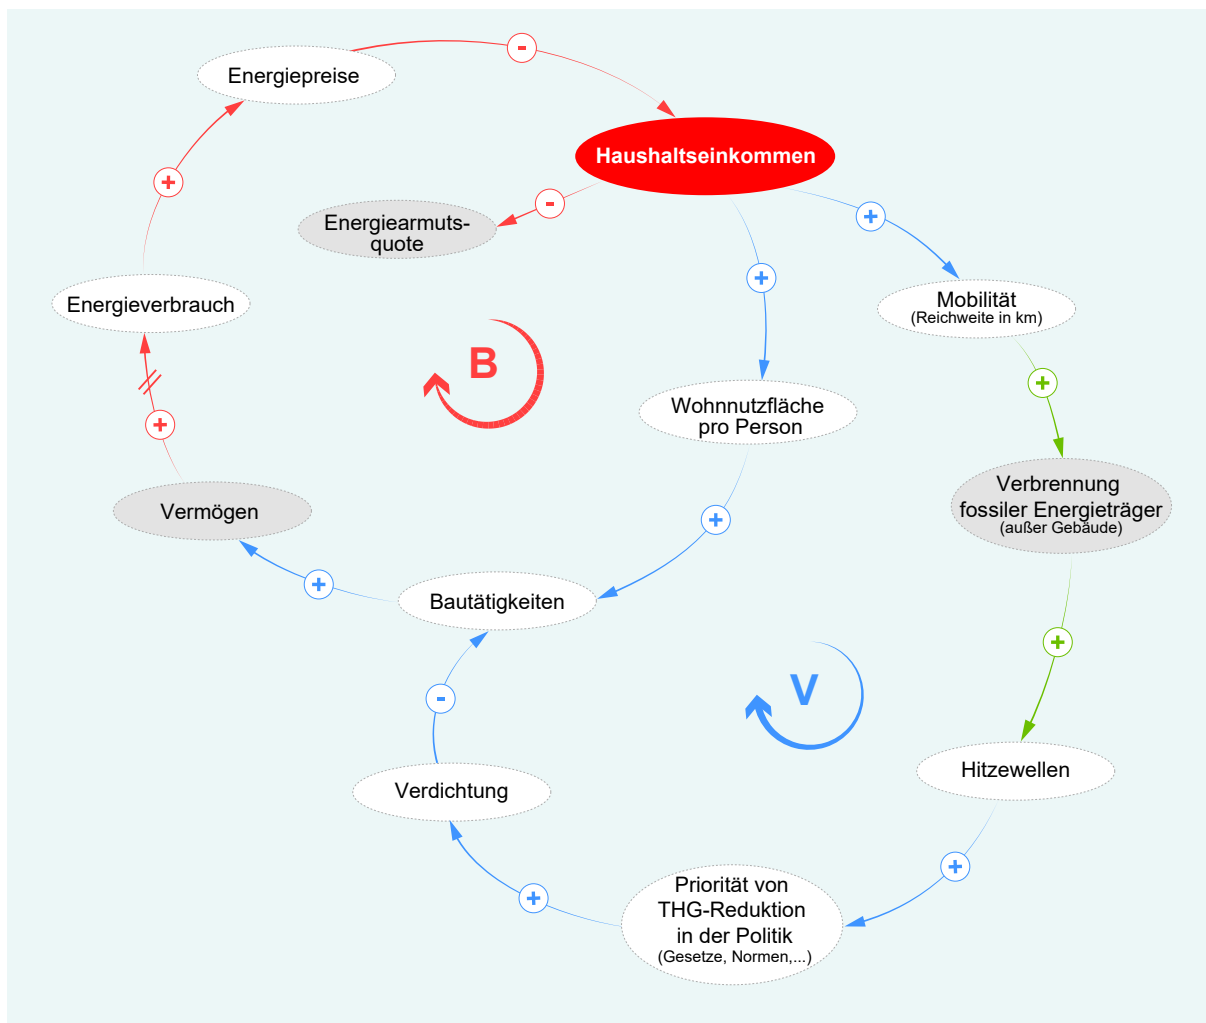 Energiepreise
-
Haushaltseinkommen
+
-
+
Energiearmuts-
quote
+
Energieverbrauch
Mobilität
(Reichweite in km)
B
+
Wohnnutzfläche
pro Person
+
Verbrennung
fossiler Energieträger
(außer Gebäude)
Vermögen
+
+
Bautätigkeiten
+
-
V
Hitzewellen
Verdichtung
+
+
Priorität von
THG-Reduktion
in der Politik
(Gesetze, Normen,...)